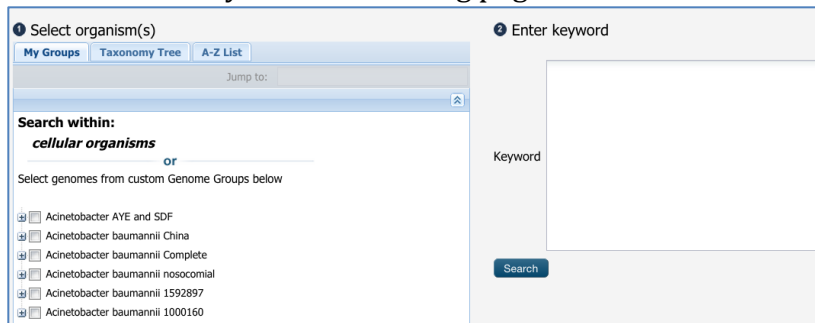 1 Select organism(s)
My Groups Taxonomy Tree A-Z List
Jump to:
Search within:
cellular organisms
or
Select genomes from custom Genome Groups below
Acinetobacter AYE and SDF
Acinetobacter baumannii China
Acinetobacter baumannii Complete
Acinetobacter baumannii nosocomial
Acinetobacter baumannii 1592897
Acinetobacter baumannii 1000160
2 Enter keyword
Keyword
Search